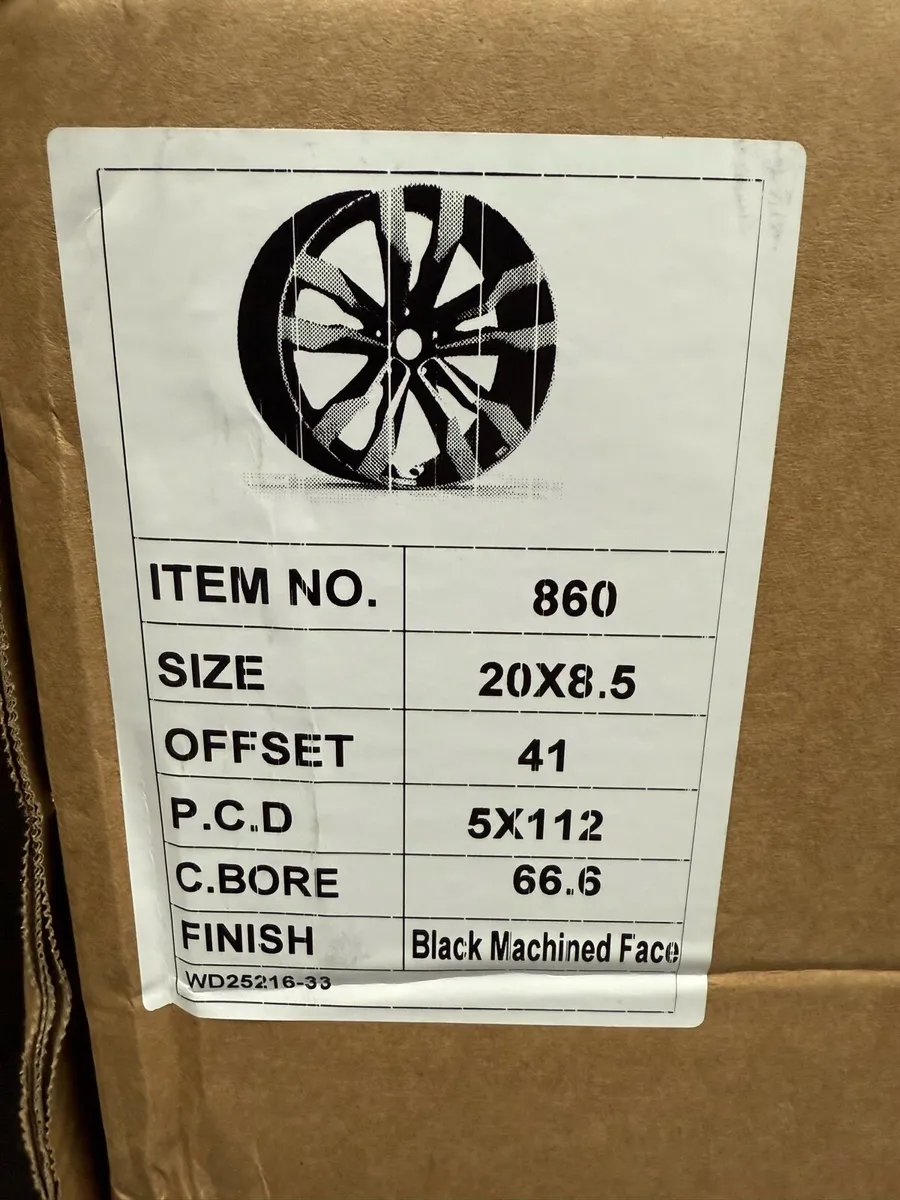 ITEM NO. 860
SIZE 20X8.5
OFFSET 41
P.C.D 5X112
C.BORE 66.6
FINISH Black Machined Face
WD25216-33